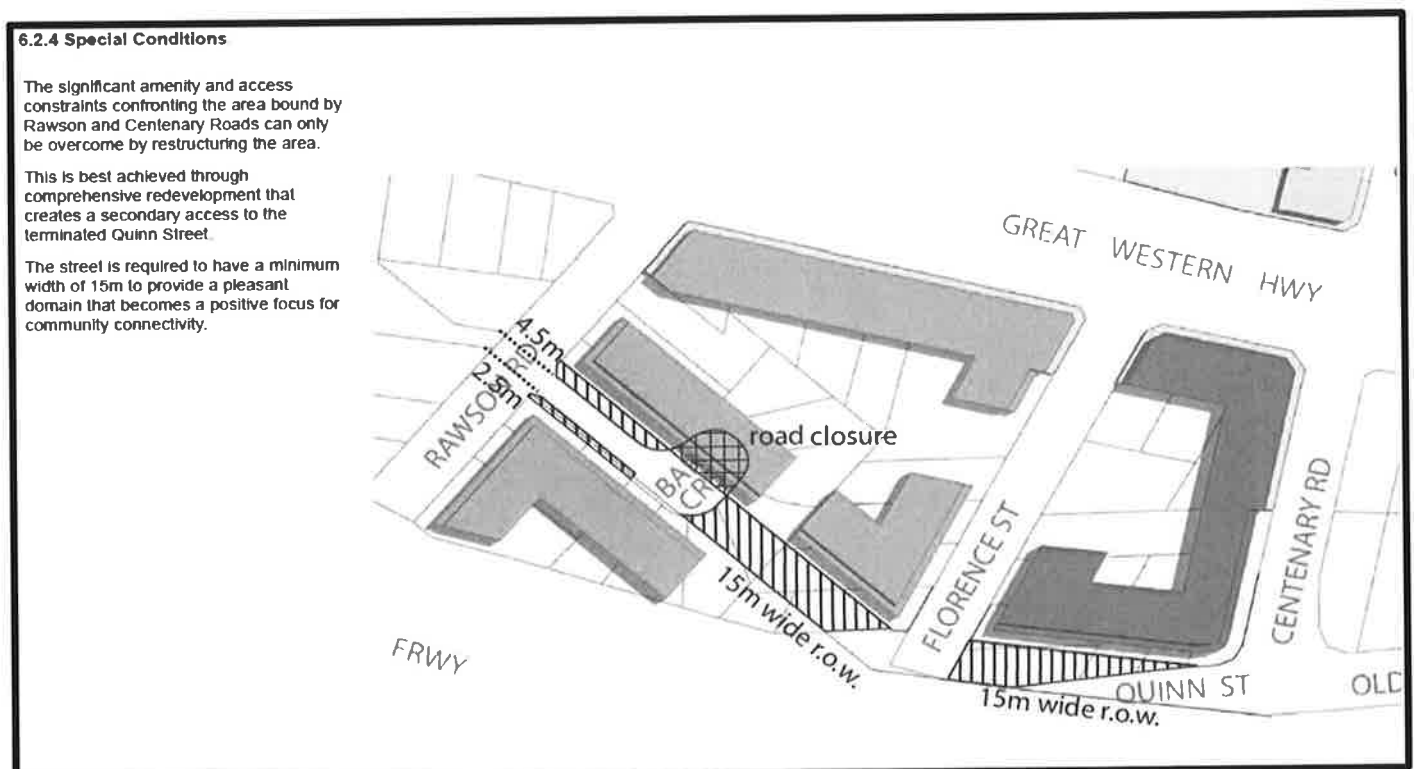 6.2.4 Special Conditions
The significant amenity and access
constraints confronting the area bound by
Rawson and Centenary Roads can only
be overcome by restructuring the area.
This is best achieved through
comprehensive redevelopment that
creates a secondary access to the
terminated Quinn Street.
The street is required to have a minimum
width of 15m to provide a pleasant
domain that becomes a positive focus for
community connectivity.
GREAT WESTERN HWY
4.5m
2.5m
RAWSON RD
road closure
CR
15m wide r.o.w.
FLORENCE ST
CENTENARY RD
FRWY
QUINN ST
OLD
15m wide r.o.w.